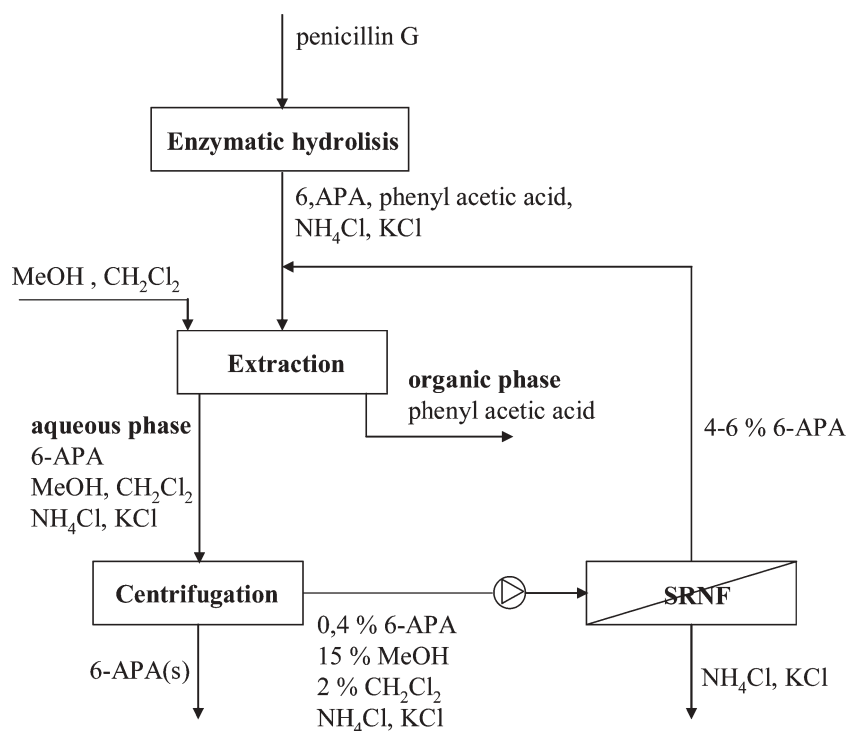 penicillin G
Enzymatic hydrolisis
6,APA, phenyl acetic acid,
NH₄Cl, KCl
MeOH , CH₂Cl₂
Extraction
organic phase
phenyl acetic acid
aqueous phase
6-APA
MeOH, CH₂Cl₂
NH₄Cl, KCl
4-6 % 6-APA
Centrifugation
SRNF
0,4 % 6-APA
15 % MeOH
2 % CH₂Cl₂
NH₄Cl, KCl
6-APA(s)
NH₄Cl, KCl